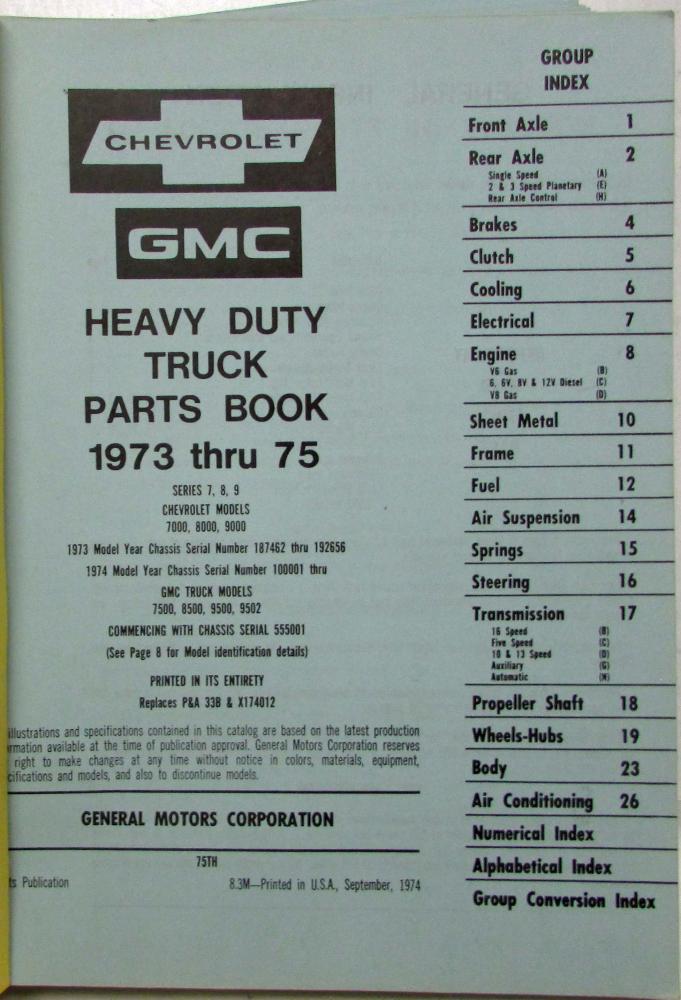 CHEVROLET
GMC
HEAVY DUTY
TRUCK
PARTS BOOK
1973 thru 75
SERIES 7, 8, 9
CHEVROLET MODELS
7000, 8000, 9000
1973 Model Year Chassis Serial Number 187462 thru 192656
1974 Model Year Chassis Serial Number 100001 thru
GMC TRUCK MODELS
7500, 8500, 9500, 9502
COMMENCING WITH CHASSIS SERIAL 555001
(See Page 8 for Model identification details)
PRINTED IN ITS ENTIRETY
Replaces P&A 33B & X174012
illustrations and specifications contained in this catalog are based on the latest production
rmation available at the time of publication approval. General Motors Corporation reserves
right to make changes at any time without notice in colors, materials, equipment,
cifications and models, and also to discontinue models.
GENERAL MOTORS CORPORATION
75TH
ts Publication 8.3M—Printed in U.S.A., September, 1974
GROUP
INDEX
Front Axle 1
Rear Axle 2
Single Speed (A)
2 & 3 Speed Planetary (E)
Rear Axle Control (H)
Brakes 4
Clutch 5
Cooling 6
Electrical 7
Engine 8
V6 Gas (B)
6, 6V, 8V & 12V Diesel (C)
V8 Gas (D)
Sheet Metal 10
Frame 11
Fuel 12
Air Suspension 14
Springs 15
Steering 16
Transmission 17
16 Speed (B)
Five Speed (C)
10 & 13 Speed (D)
Auxiliary (G)
Automatic (M)
Propeller Shaft 18
Wheels-Hubs 19
Body 23
Air Conditioning 26
Numerical Index
Alphabetical Index
Group Conversion Index